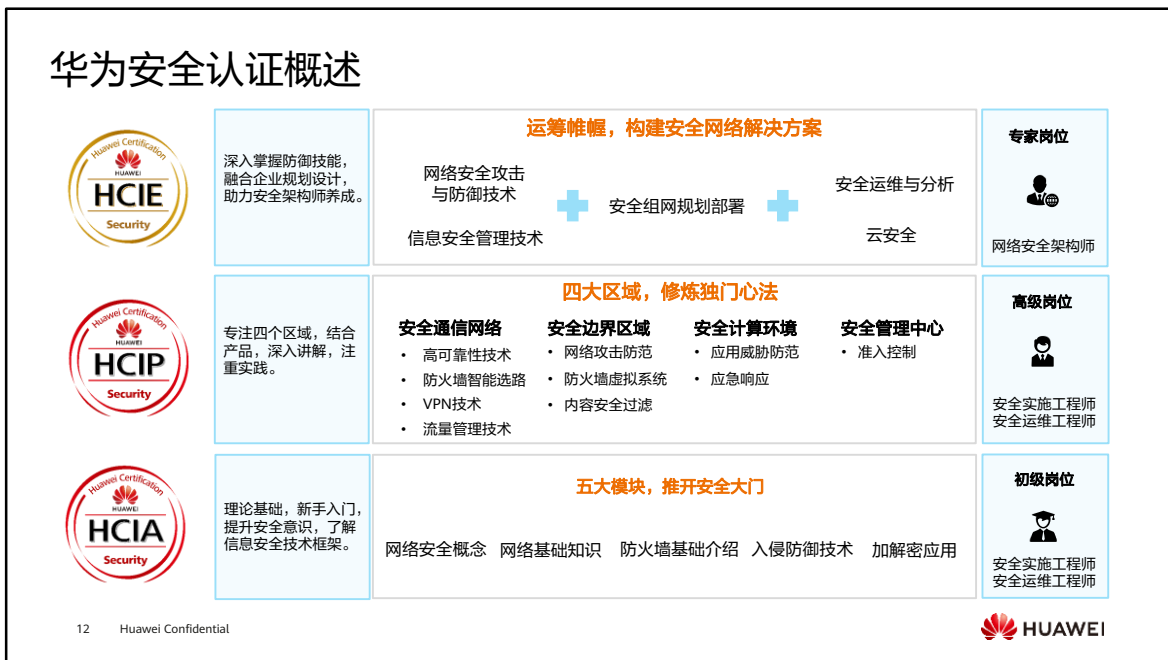 华为安全认证概述
Huawei Certification
HUAWEI
HCIE
Security
深入掌握防御技能，
融合企业规划设计，
助力安全架构师养成。
运筹帷幄，构建安全网络解决方案
网络安全攻击
与防御技术
信息安全管理技术
安全组网规划部署
安全运维与分析
云安全
专家岗位
网络安全架构师
Huawei Certification
HUAWEI
HCIP
Security
专注四个区域，结合
产品，深入讲解，注
重实践。
四大区域，修炼独门心法
安全通信网络
• 高可靠性技术
• 防火墙智能选路
• VPN技术
• 流量管理技术
安全边界区域
• 网络攻击防范
• 防火墙虚拟系统
• 内容安全过滤
安全计算环境
• 应用威胁防范
• 应急响应
安全管理中心
• 准入控制
高级岗位
安全实施工程师
安全运维工程师
Huawei Certification
HUAWEI
HCIA
Security
理论基础，新手入门，
提升安全意识，了解
信息安全技术框架。
五大模块，推开安全大门
网络安全概念 网络基础知识 防火墙基础介绍 入侵防御技术 加解密应用
初级岗位
安全实施工程师
安全运维工程师
12 Huawei Confidential
HUAWEI